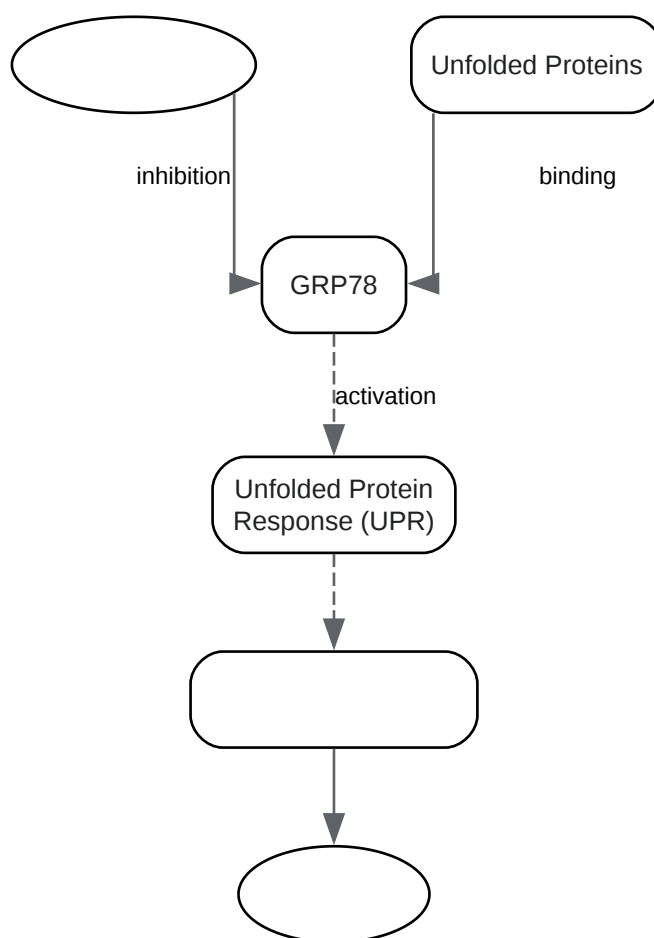 Unfolded Proteins
inhibition
binding
GRP78
activation
Unfolded Protein
Response (UPR)